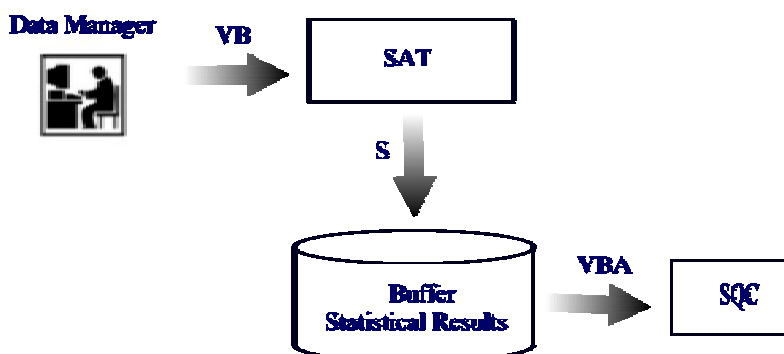 Data Manager
VB
SAT
S
VBA
Buffer
Statistical Results
SQC